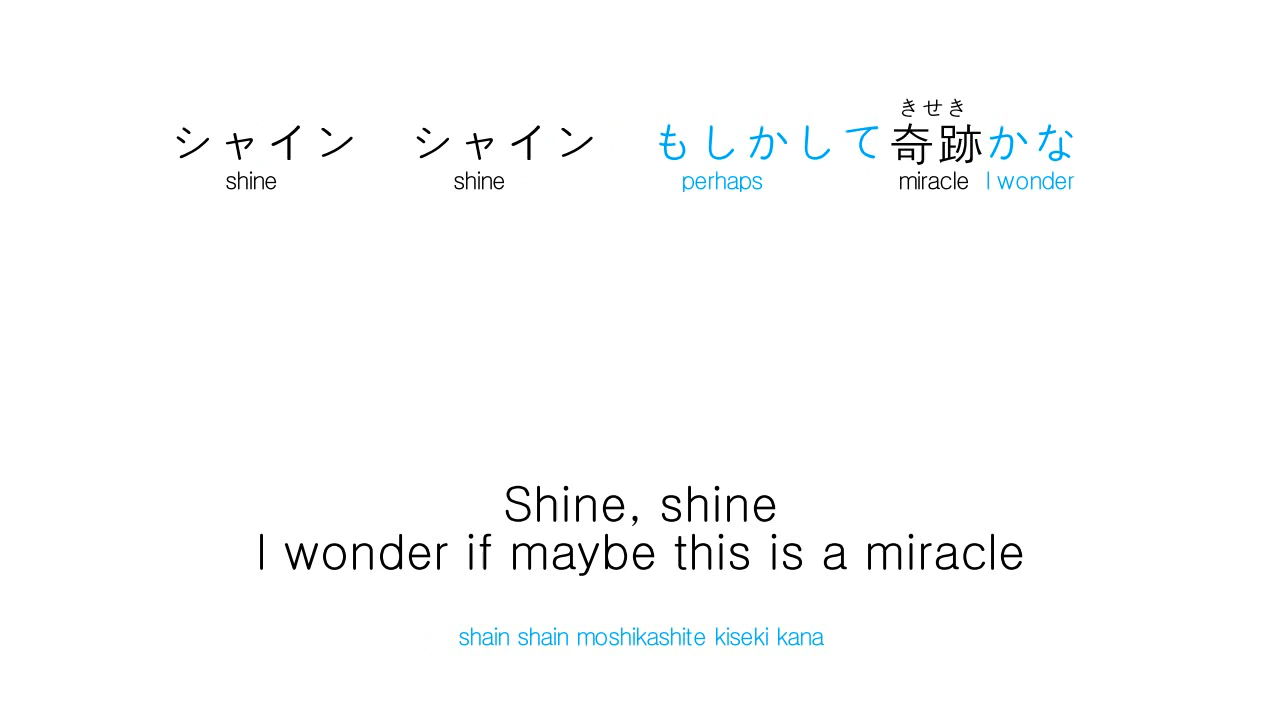 きせき
シャイン　シャイン　もしかして奇跡かな
shine shine perhaps miracle I wonder
Shine, shine
I wonder if maybe this is a miracle
shain shain moshikashite kiseki kana